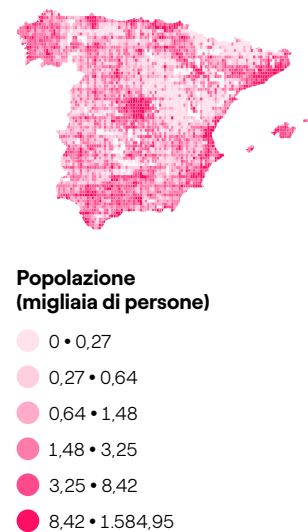 Popolazione
(migliaia di persone)
0 • 0,27
0,27 • 0,64
0,64 • 1,48
1,48 • 3,25
3,25 • 8,42
8,42 • 1.584,95